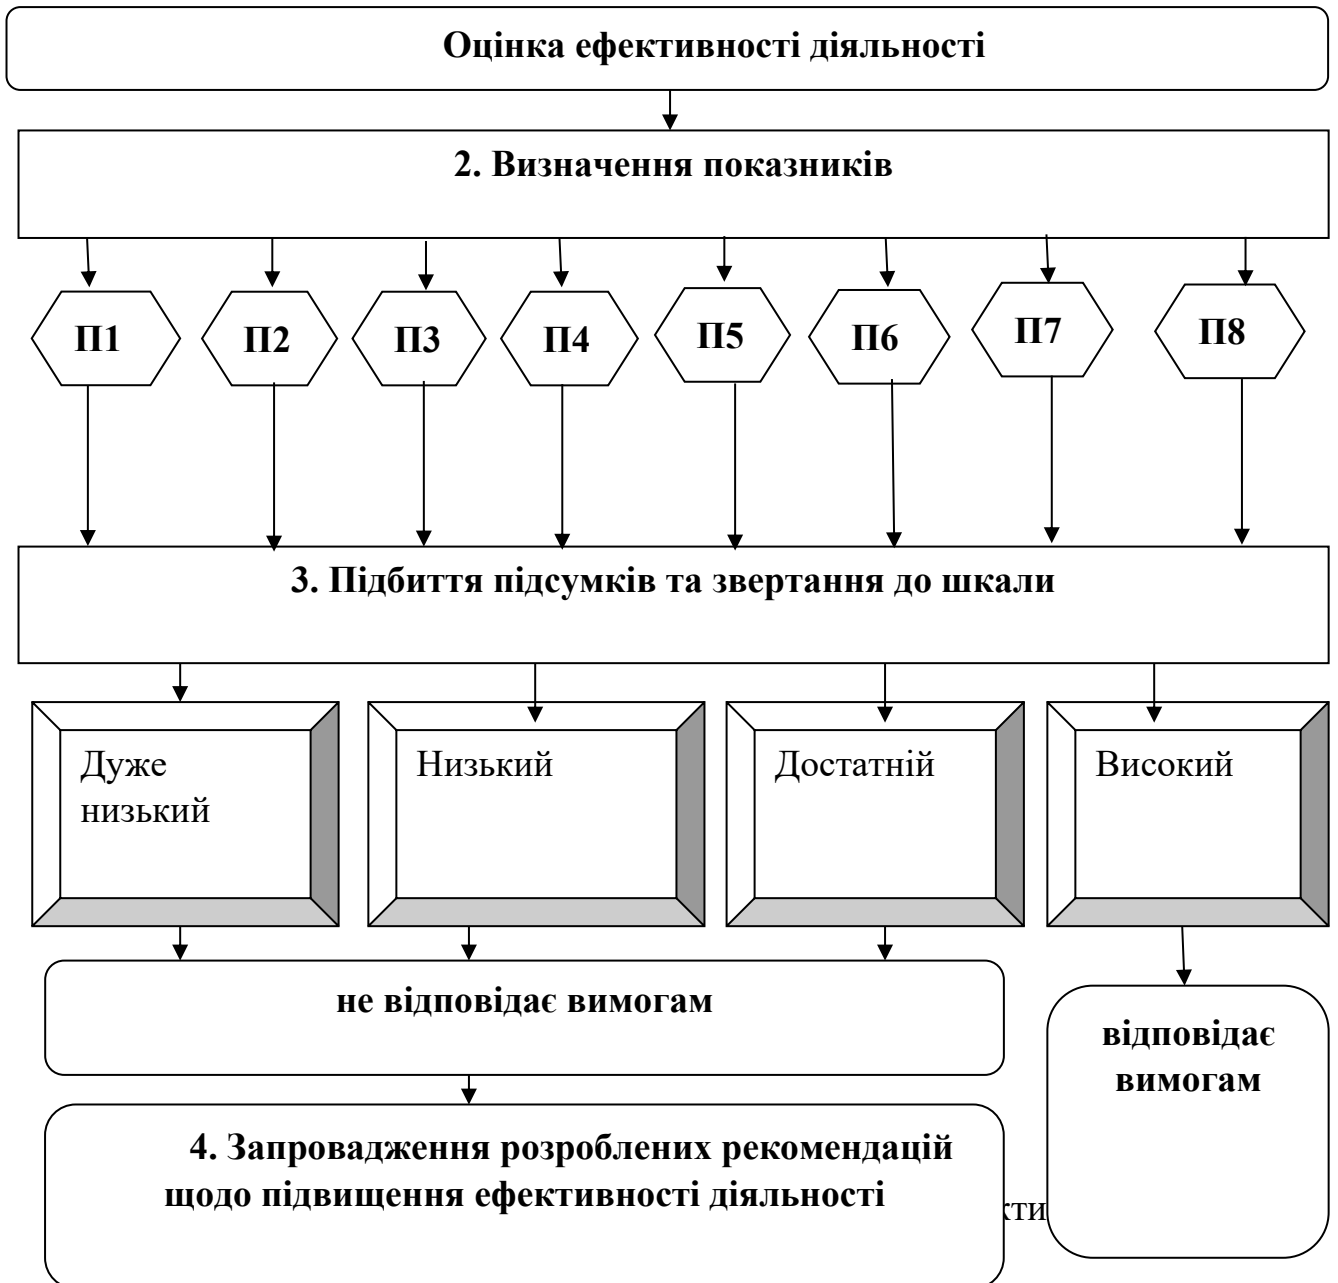 Оцінка ефективності діяльності
2. Визначення показників
П1 П2 П3 П4 П5 П6 П7 П8
3. Підбиття підсумків та звертання до шкали
Дуже
низький
Низький
Достатній
Високий
не відповідає вимогам
відповідає
вимогам
4. Запровадження розроблених рекомендацій
щодо підвищення ефективності діяльності